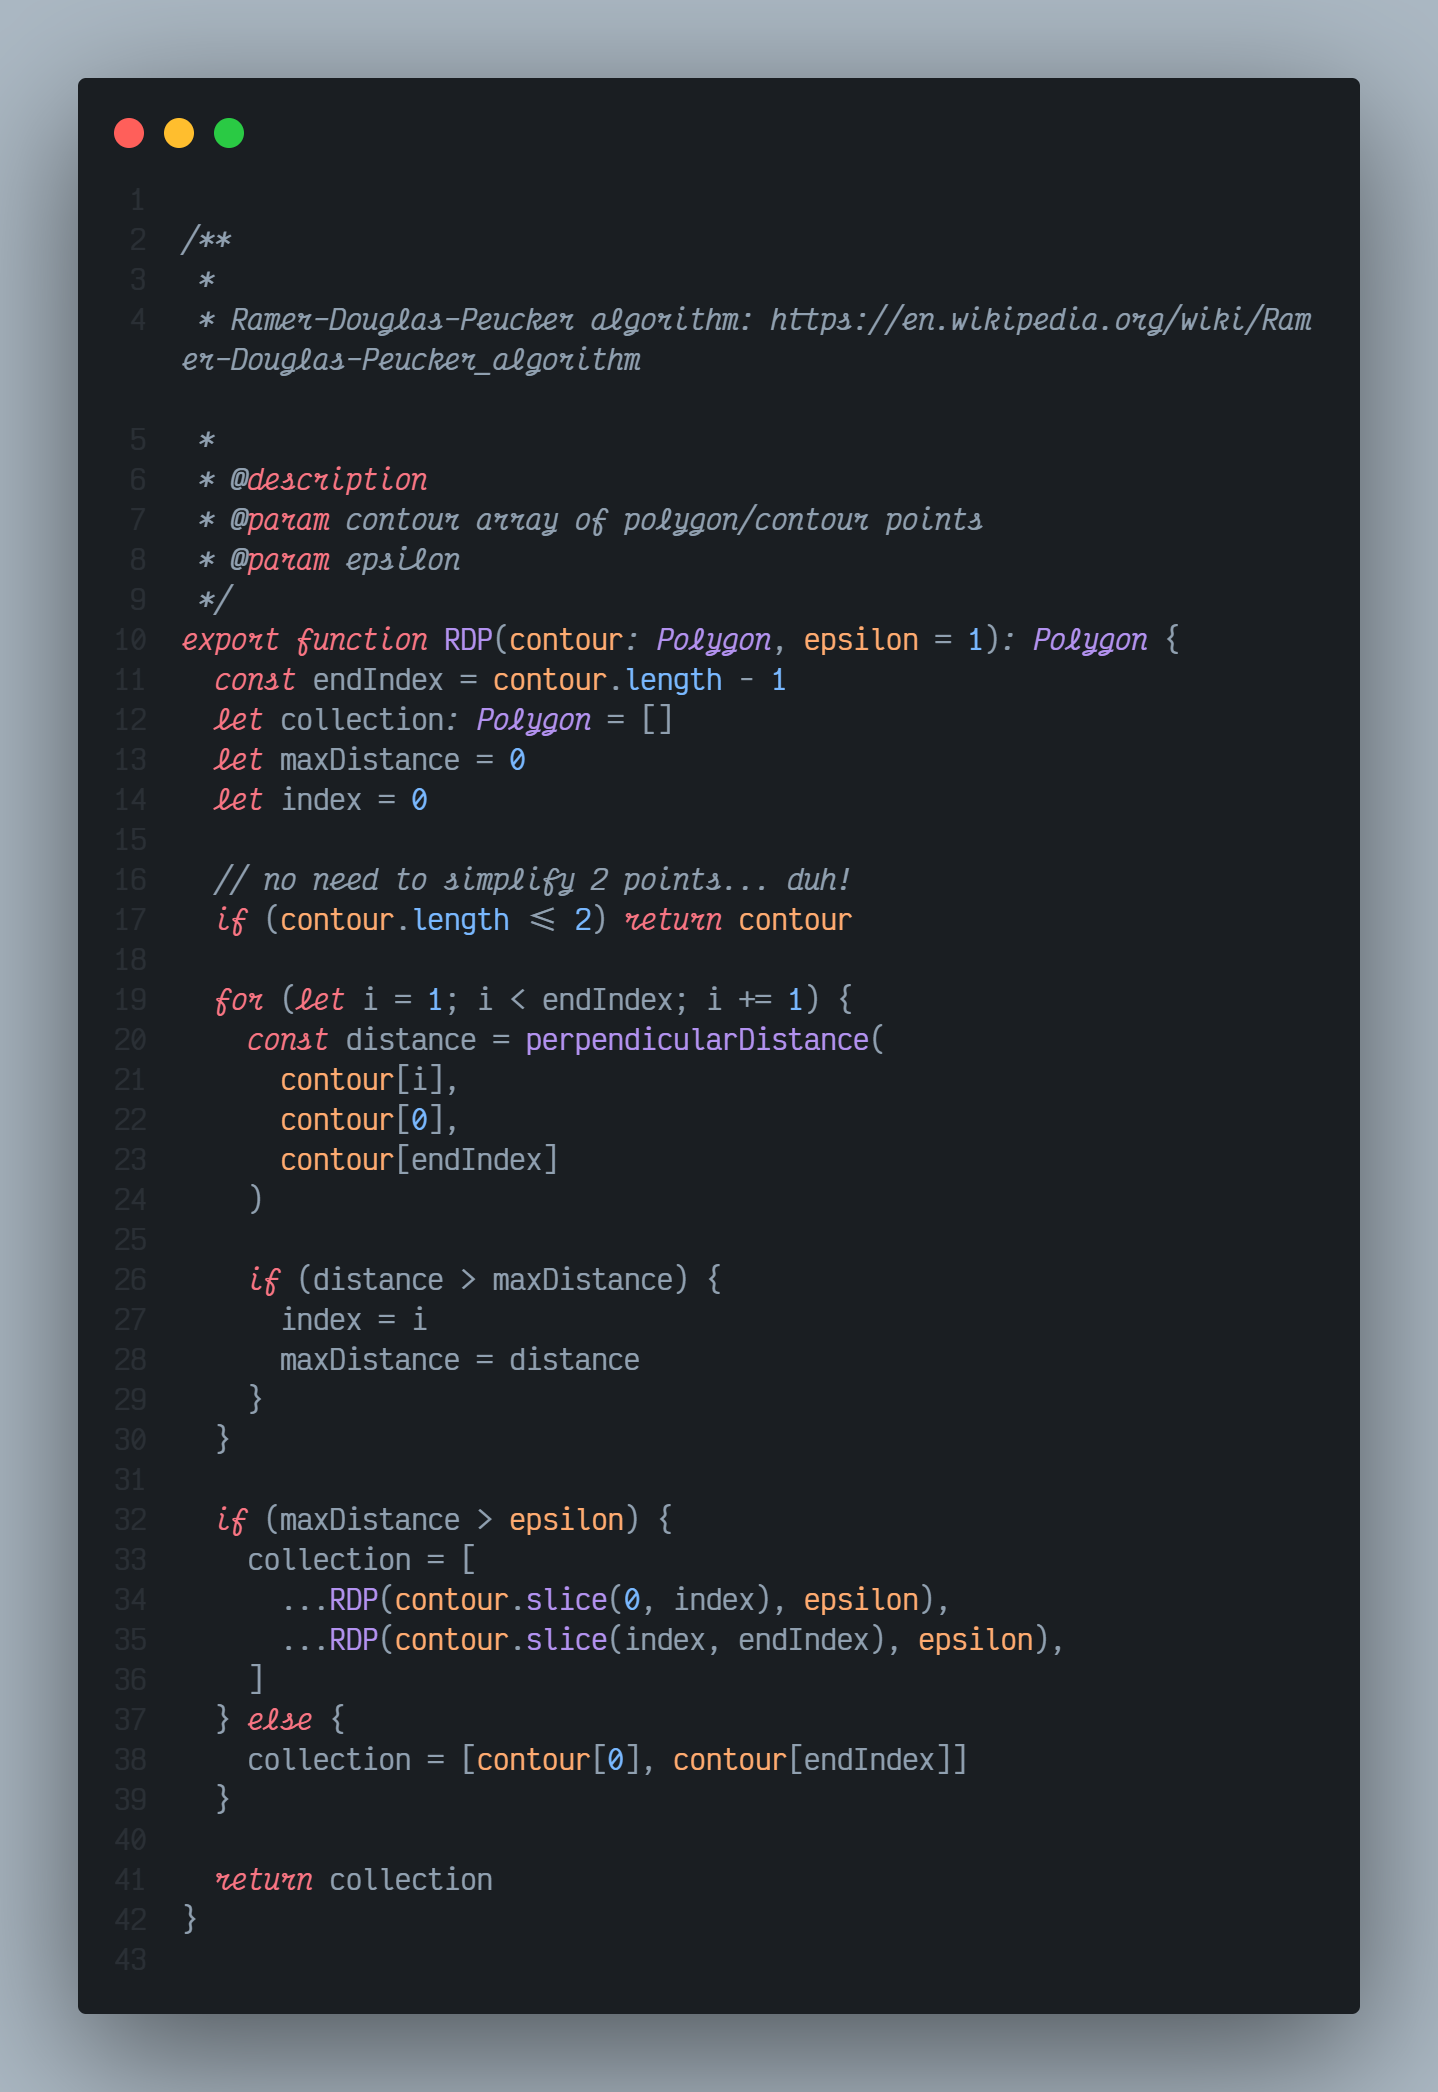 1
2 /**
3  *
4  * Ramer-Douglas-Peucker algorithm: https://en.wikipedia.org/wiki/Ram
er-Douglas-Peucker_algorithm
5  *
6  * @description
7  * @param contour array of polygon/contour points
8  * @param epsilon
9  */
10 export function RDP(contour: Polygon, epsilon = 1): Polygon {
11   const endIndex = contour.length - 1
12   let collection: Polygon = []
13   let maxDistance = 0
14   let index = 0
15
16   // no need to simplify 2 points... duh!
17   if (contour.length <= 2) return contour
18
19   for (let i = 1; i < endIndex; i += 1) {
20     const distance = perpendicularDistance(
21       contour[i],
22       contour[0],
23       contour[endIndex]
24     )
25
26     if (distance > maxDistance) {
27       index = i
28       maxDistance = distance
29     }
30   }
31
32   if (maxDistance > epsilon) {
33     collection = [
34       ...RDP(contour.slice(0, index), epsilon),
35       ...RDP(contour.slice(index, endIndex), epsilon),
36     ]
37   } else {
38     collection = [contour[0], contour[endIndex]]
39   }
40
41   return collection
42 }
43